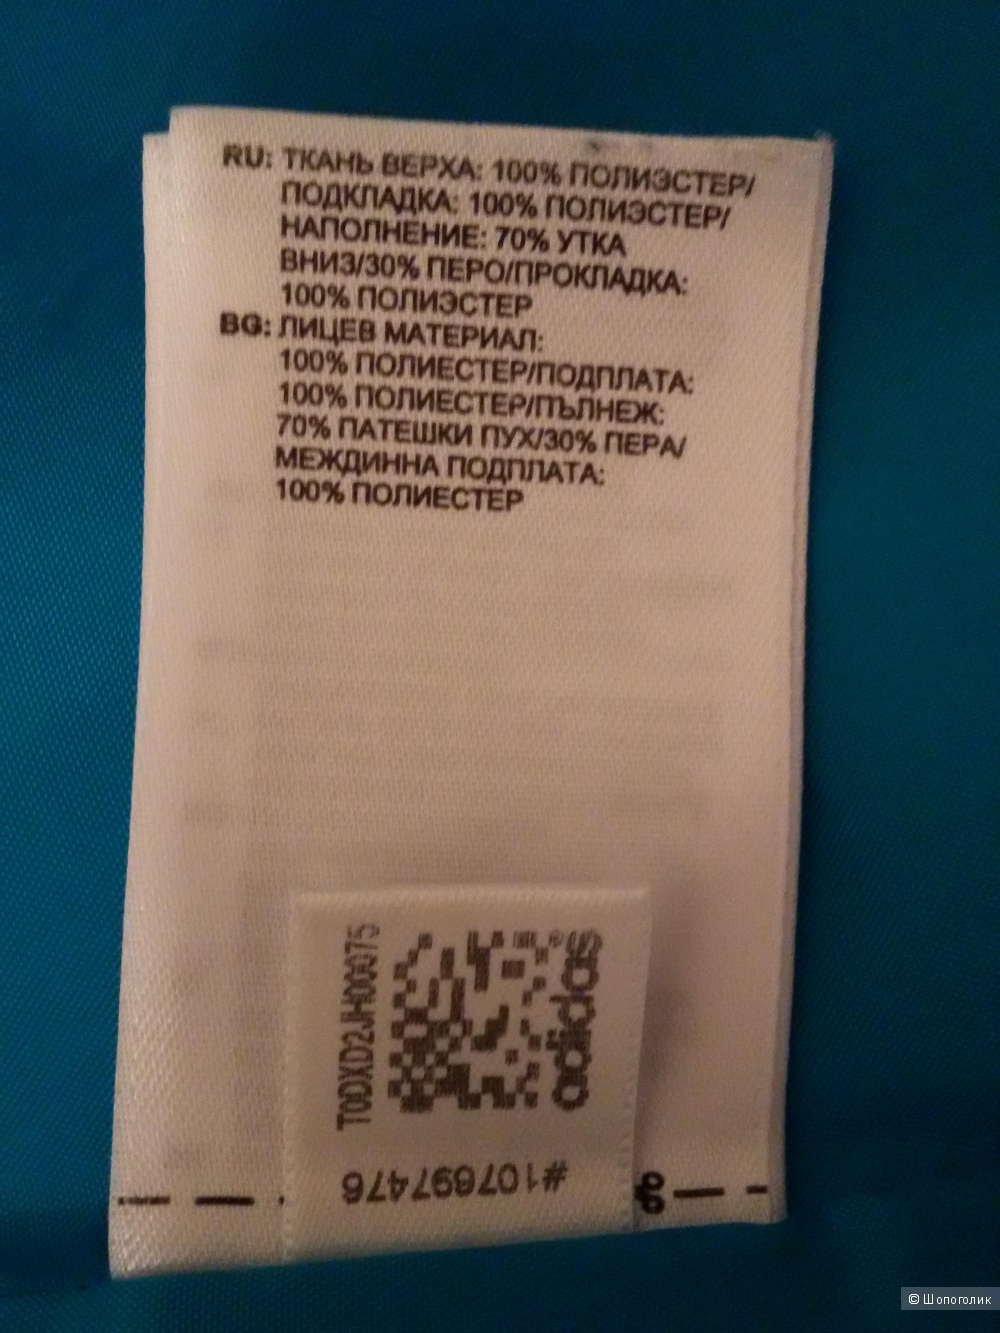 RU: ТКАНЬ ВЕРХА: 100% ПОЛИЭСТЕР/
ПОДКЛАДКА: 100% ПОЛИЭСТЕР/
НАПОЛНЕНИЕ: 70% УТКА
ВНИЗ/30% ПЕРО/ПРОКЛАДКА:
100% ПОЛИЭСТЕР
BG: ЛИЦЕВ МАТЕРИАЛ:
100% ПОЛИЕСТЕР/ПОДПЛАТА:
100% ПОЛИЕСТЕР/ПЪЛНЕЖ:
70% ПАТЕШКИ ПУХ/30% ПЕРА/
МЕЖДИННА ПОДПЛАТА:
100% ПОЛИЕСТЕР
T0DXD2JH00075
adidas
#107697476
© Шопоголик